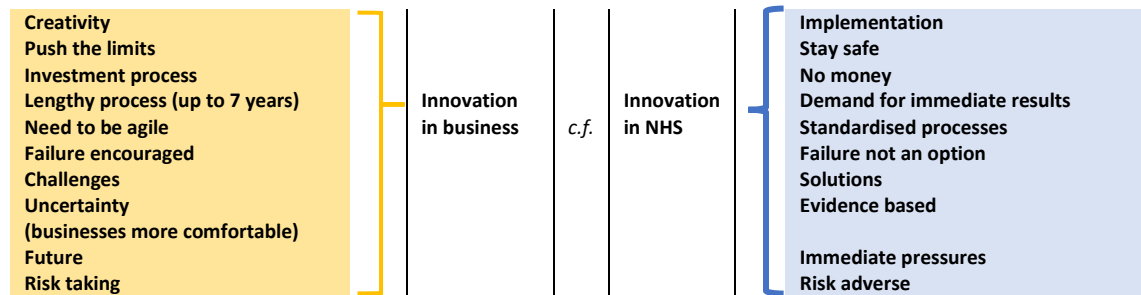 Creativity
Push the limits
Investment process
Lengthy process (up to 7 years)
Need to be agile
Failure encouraged
Challenges
Uncertainty
(businesses more comfortable)
Future
Risk taking
Innovation
in business
c.f.
Innovation
in NHS
Implementation
Stay safe
No money
Demand for immediate results
Standardised processes
Failure not an option
Solutions
Evidence based
Immediate pressures
Risk adverse